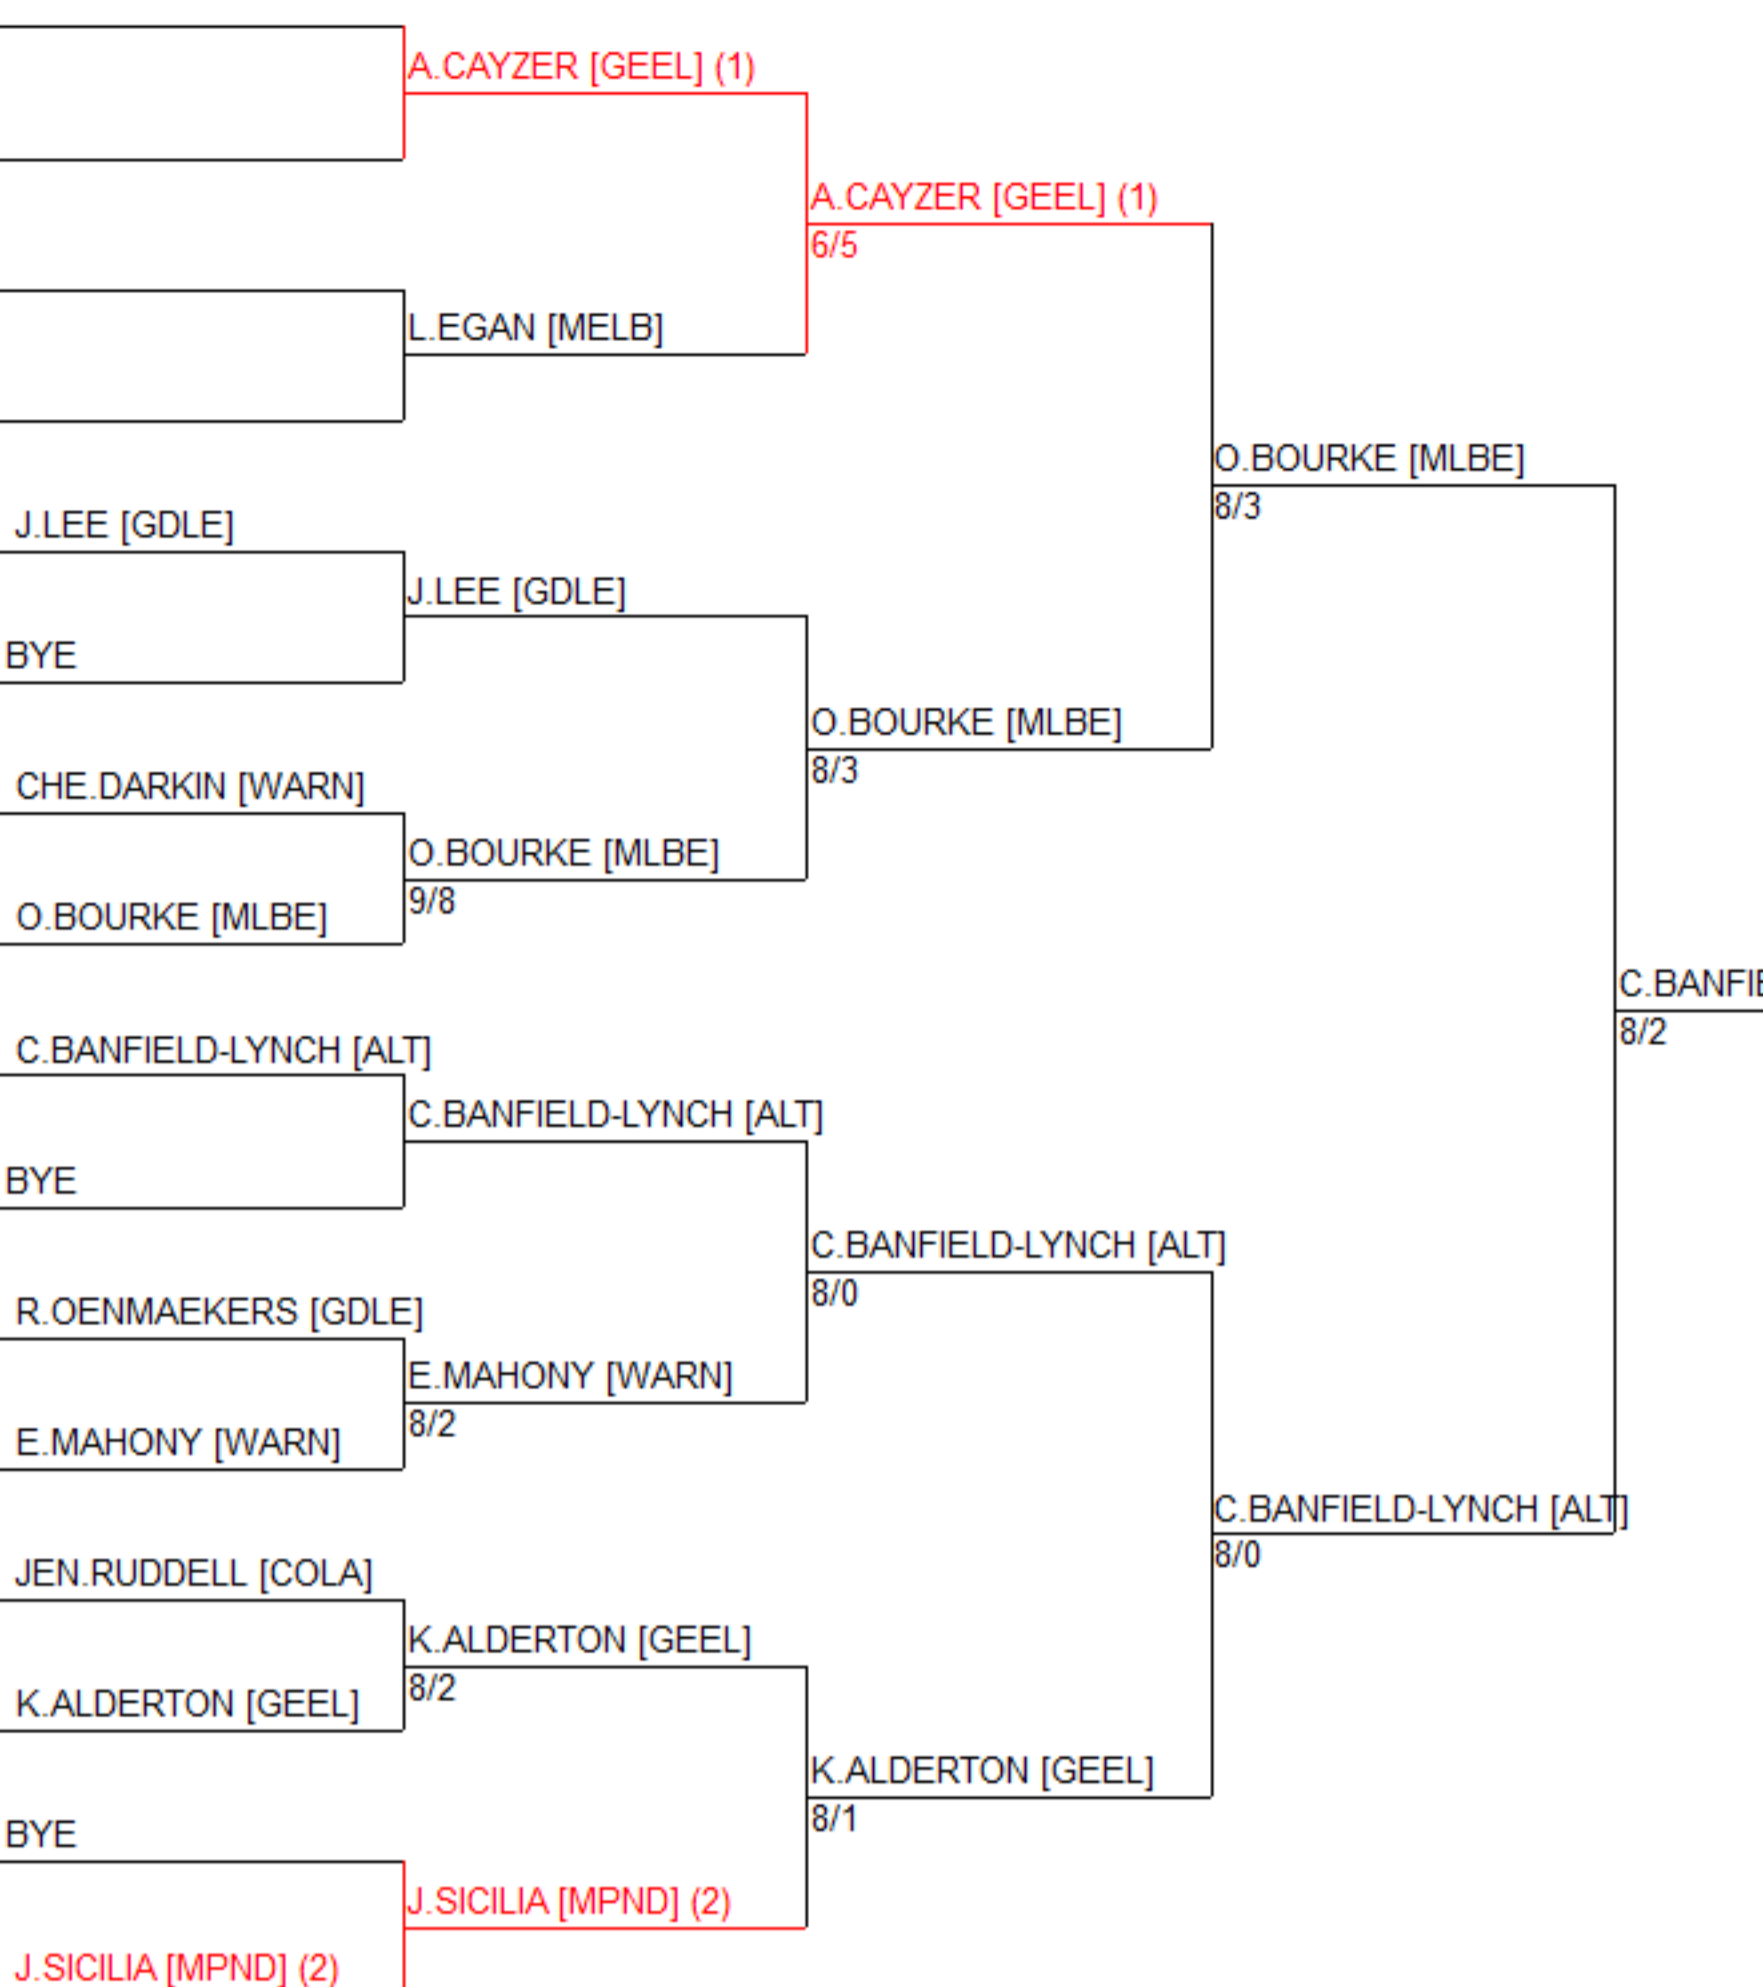 A.CAYZER [GEEL] (1)
A.CAYZER [GEEL] (1)
6/5
L.EGAN [MELB]
O.BOURKE [MLBE]
8/3
J.LEE [GDLE]
J.LEE [GDLE]
BYE
O.BOURKE [MLBE]
8/3
CHE.DARKIN [WARN]
O.BOURKE [MLBE]
9/8
O.BOURKE [MLBE]
C.BANFIE
8/2
C.BANFIELD-LYNCH [ALT]
C.BANFIELD-LYNCH [ALT]
BYE
C.BANFIELD-LYNCH [ALT]
8/0
R.OENMAEKERS [GDLE]
E.MAHONY [WARN]
8/2
E.MAHONY [WARN]
C.BANFIELD-LYNCH [ALT]
8/0
JEN.RUDDELL [COLA]
K.ALDERTON [GEEL]
8/2
K.ALDERTON [GEEL]
K.ALDERTON [GEEL]
8/1
BYE
J.SICILIA [MPND] (2)
J.SICILIA [MPND] (2)